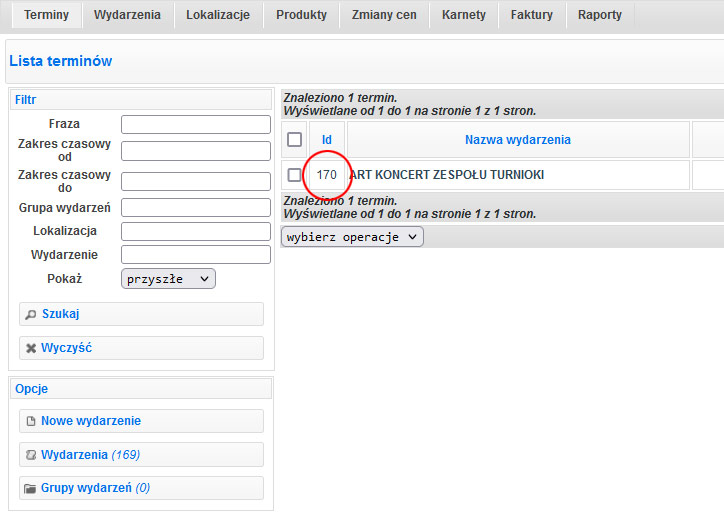 Terminy Wydarzenia Lokalizacje Produkty Zmiany cen Karnety Faktury Raporty
Lista terminów
Filtr
Fraza
Zakres czasowy
od
Zakres czasowy
do
Grupa wydarzeń
Lokalizacja
Wydarzenie
Pokaż przyszłe
Szukaj
Wyczyść
Opcje
Nowe wydarzenie
Wydarzenia (169)
Grupy wydarzeń (0)
Znaleziono 1 termin.
Wyświetlane od 1 do 1 na stronie 1 z 1 stron.
Id Nazwa wydarzenia
170 ART KONCERT ZESPOŁU TURNIOKI
Znaleziono 1 termin.
Wyświetlane od 1 do 1 na stronie 1 z 1 stron.
wybierz operacje